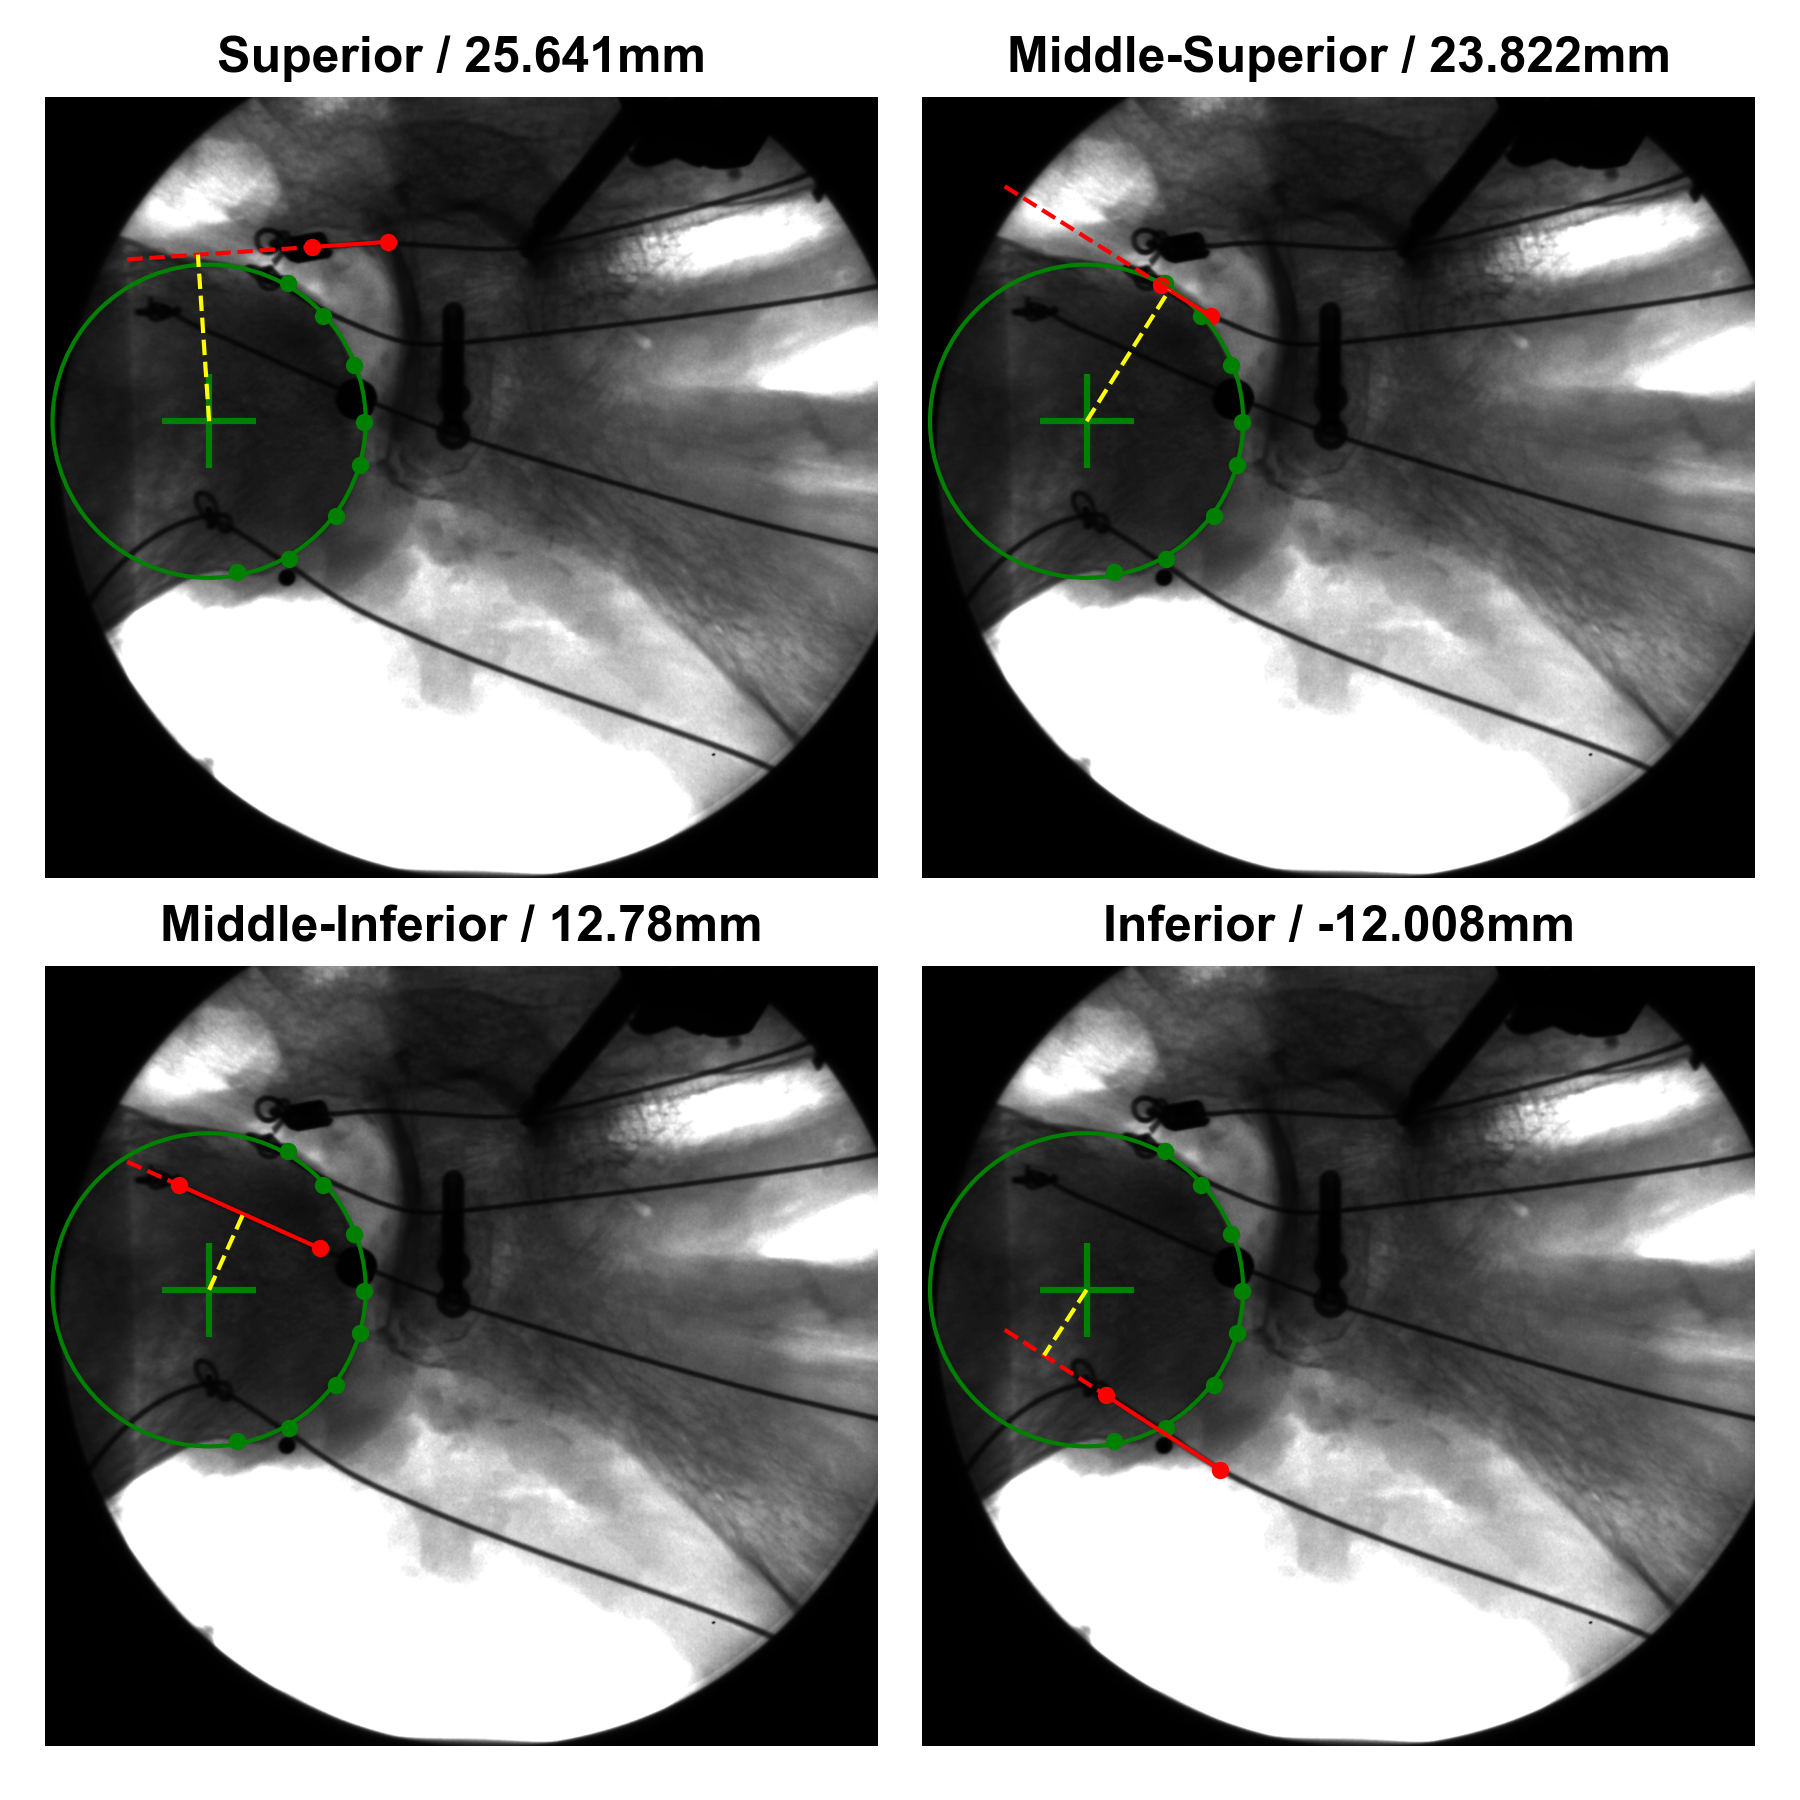 Superior / 25.641mm
Middle-Superior / 23.822mm
Middle-Inferior / 12.78mm
Inferior / -12.008mm